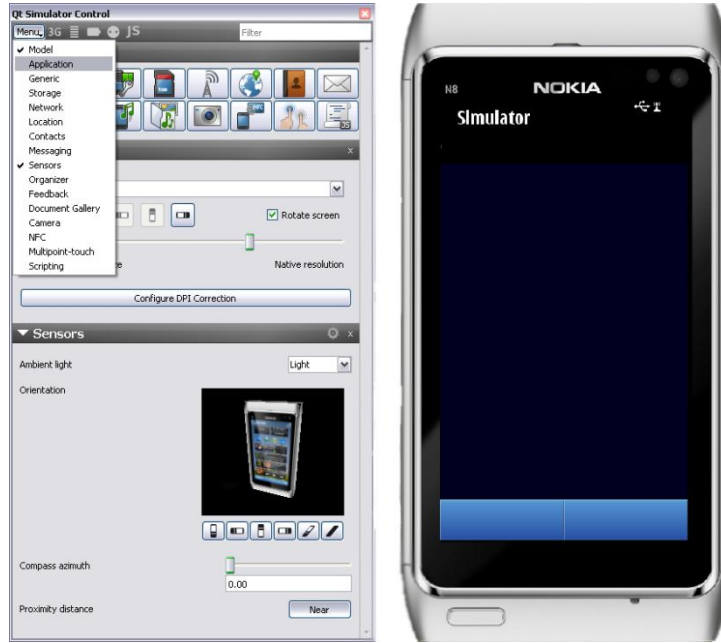 Qt Simulator Control
Menu 3G JS
Filter
Model
Application
Generic
Storage
Network
Location
Contacts
Messaging
Sensors
Organizer
Feedback
Document Gallery
Camera
NFC
Multipoint-touch
Scripting
Rotate screen
Native resolution
Configure DPI Correction
Sensors
Ambient light
Light
Orientation
Compass azimuth
0.00
Proximity distance
Near
N8
NOKIA
Simulator